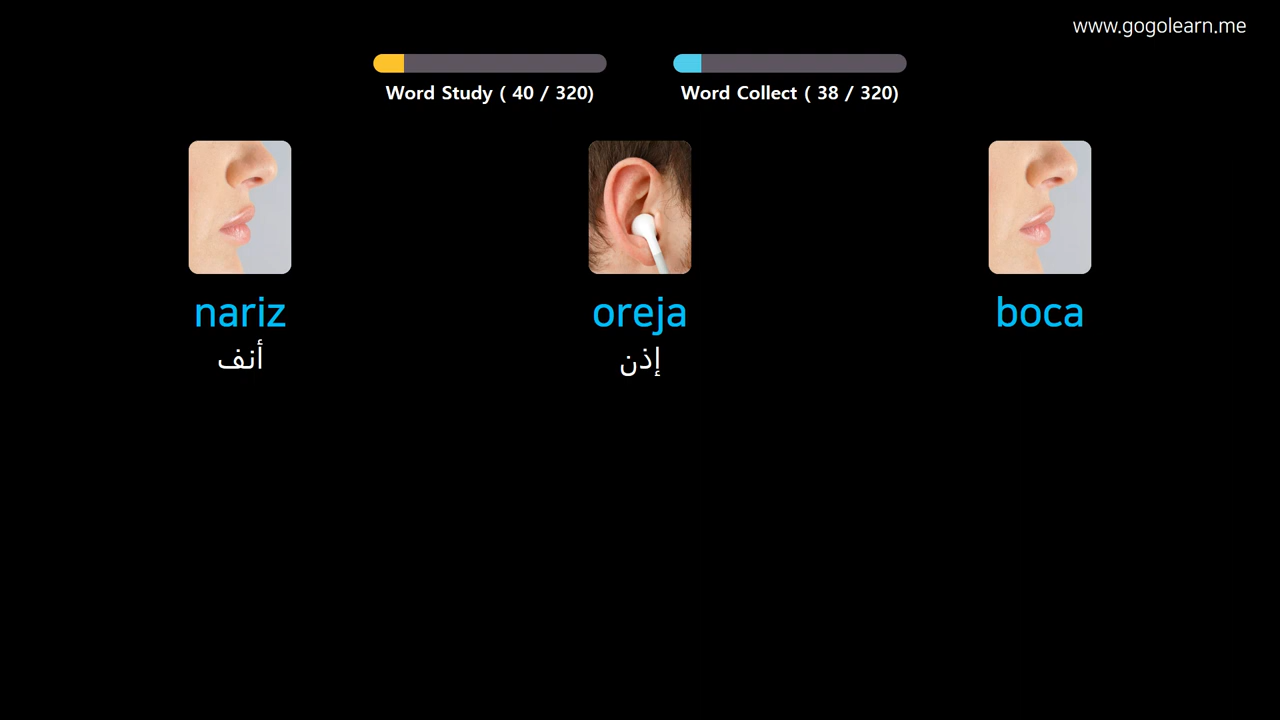 www.gogolearn.me
Word Study ( 40 / 320)
Word Collect ( 38 / 320)
nariz
oreja
boca
أنف
إذن